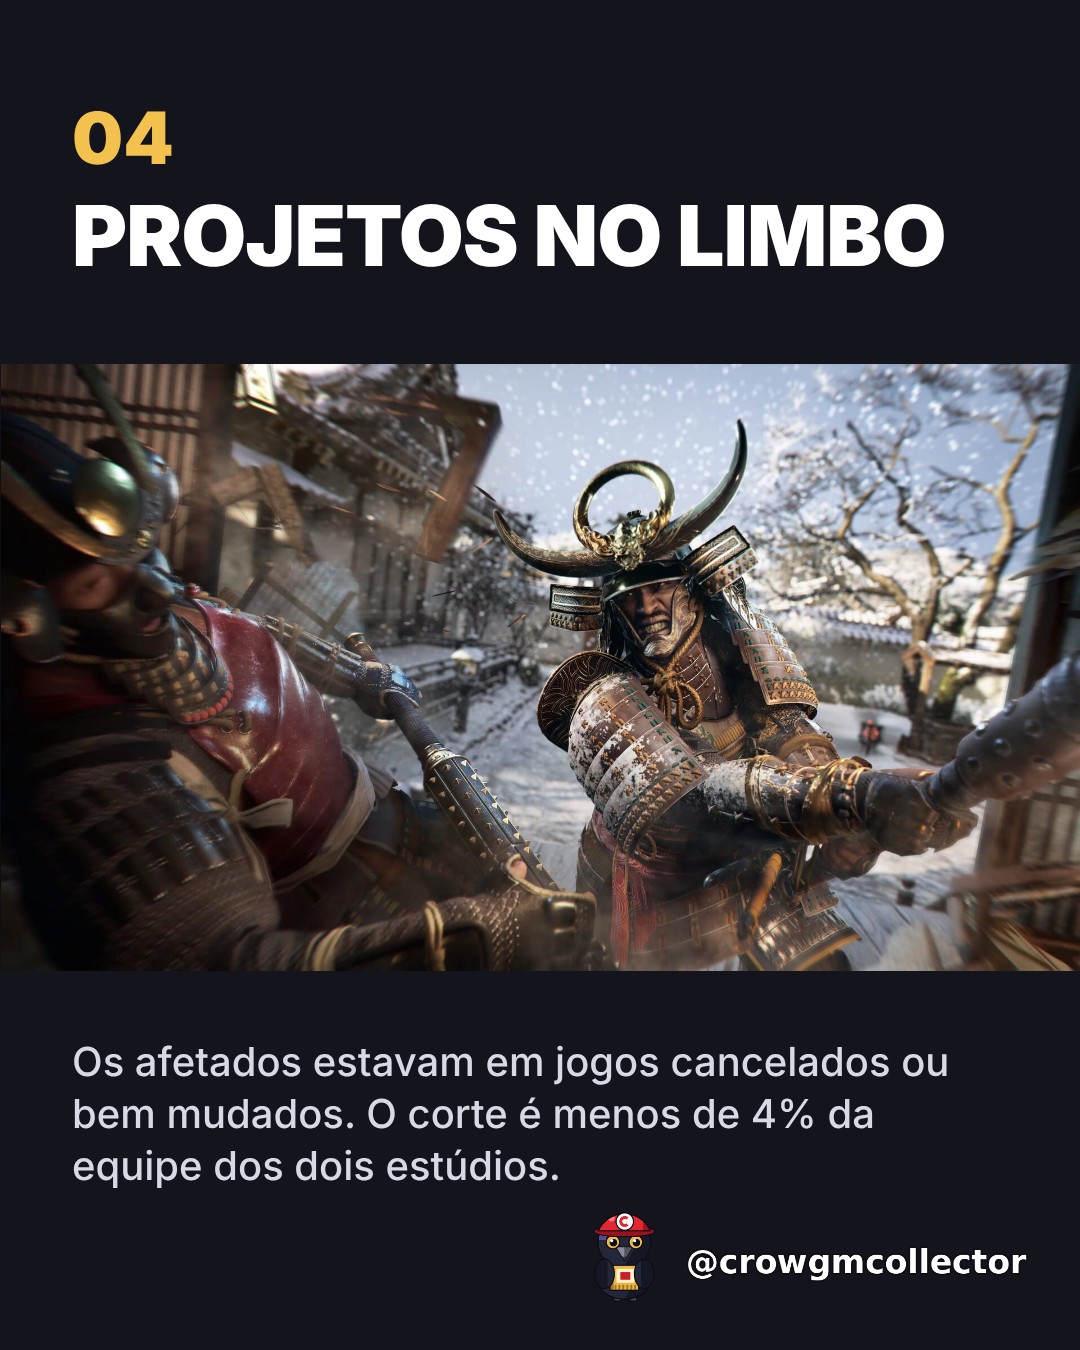 04
PROJETOS NO LIMBO
Os afetados estavam em jogos cancelados ou
bem mudados. O corte é menos de 4% da
equipe dos dois estúdios.
C
@crowgmcollector